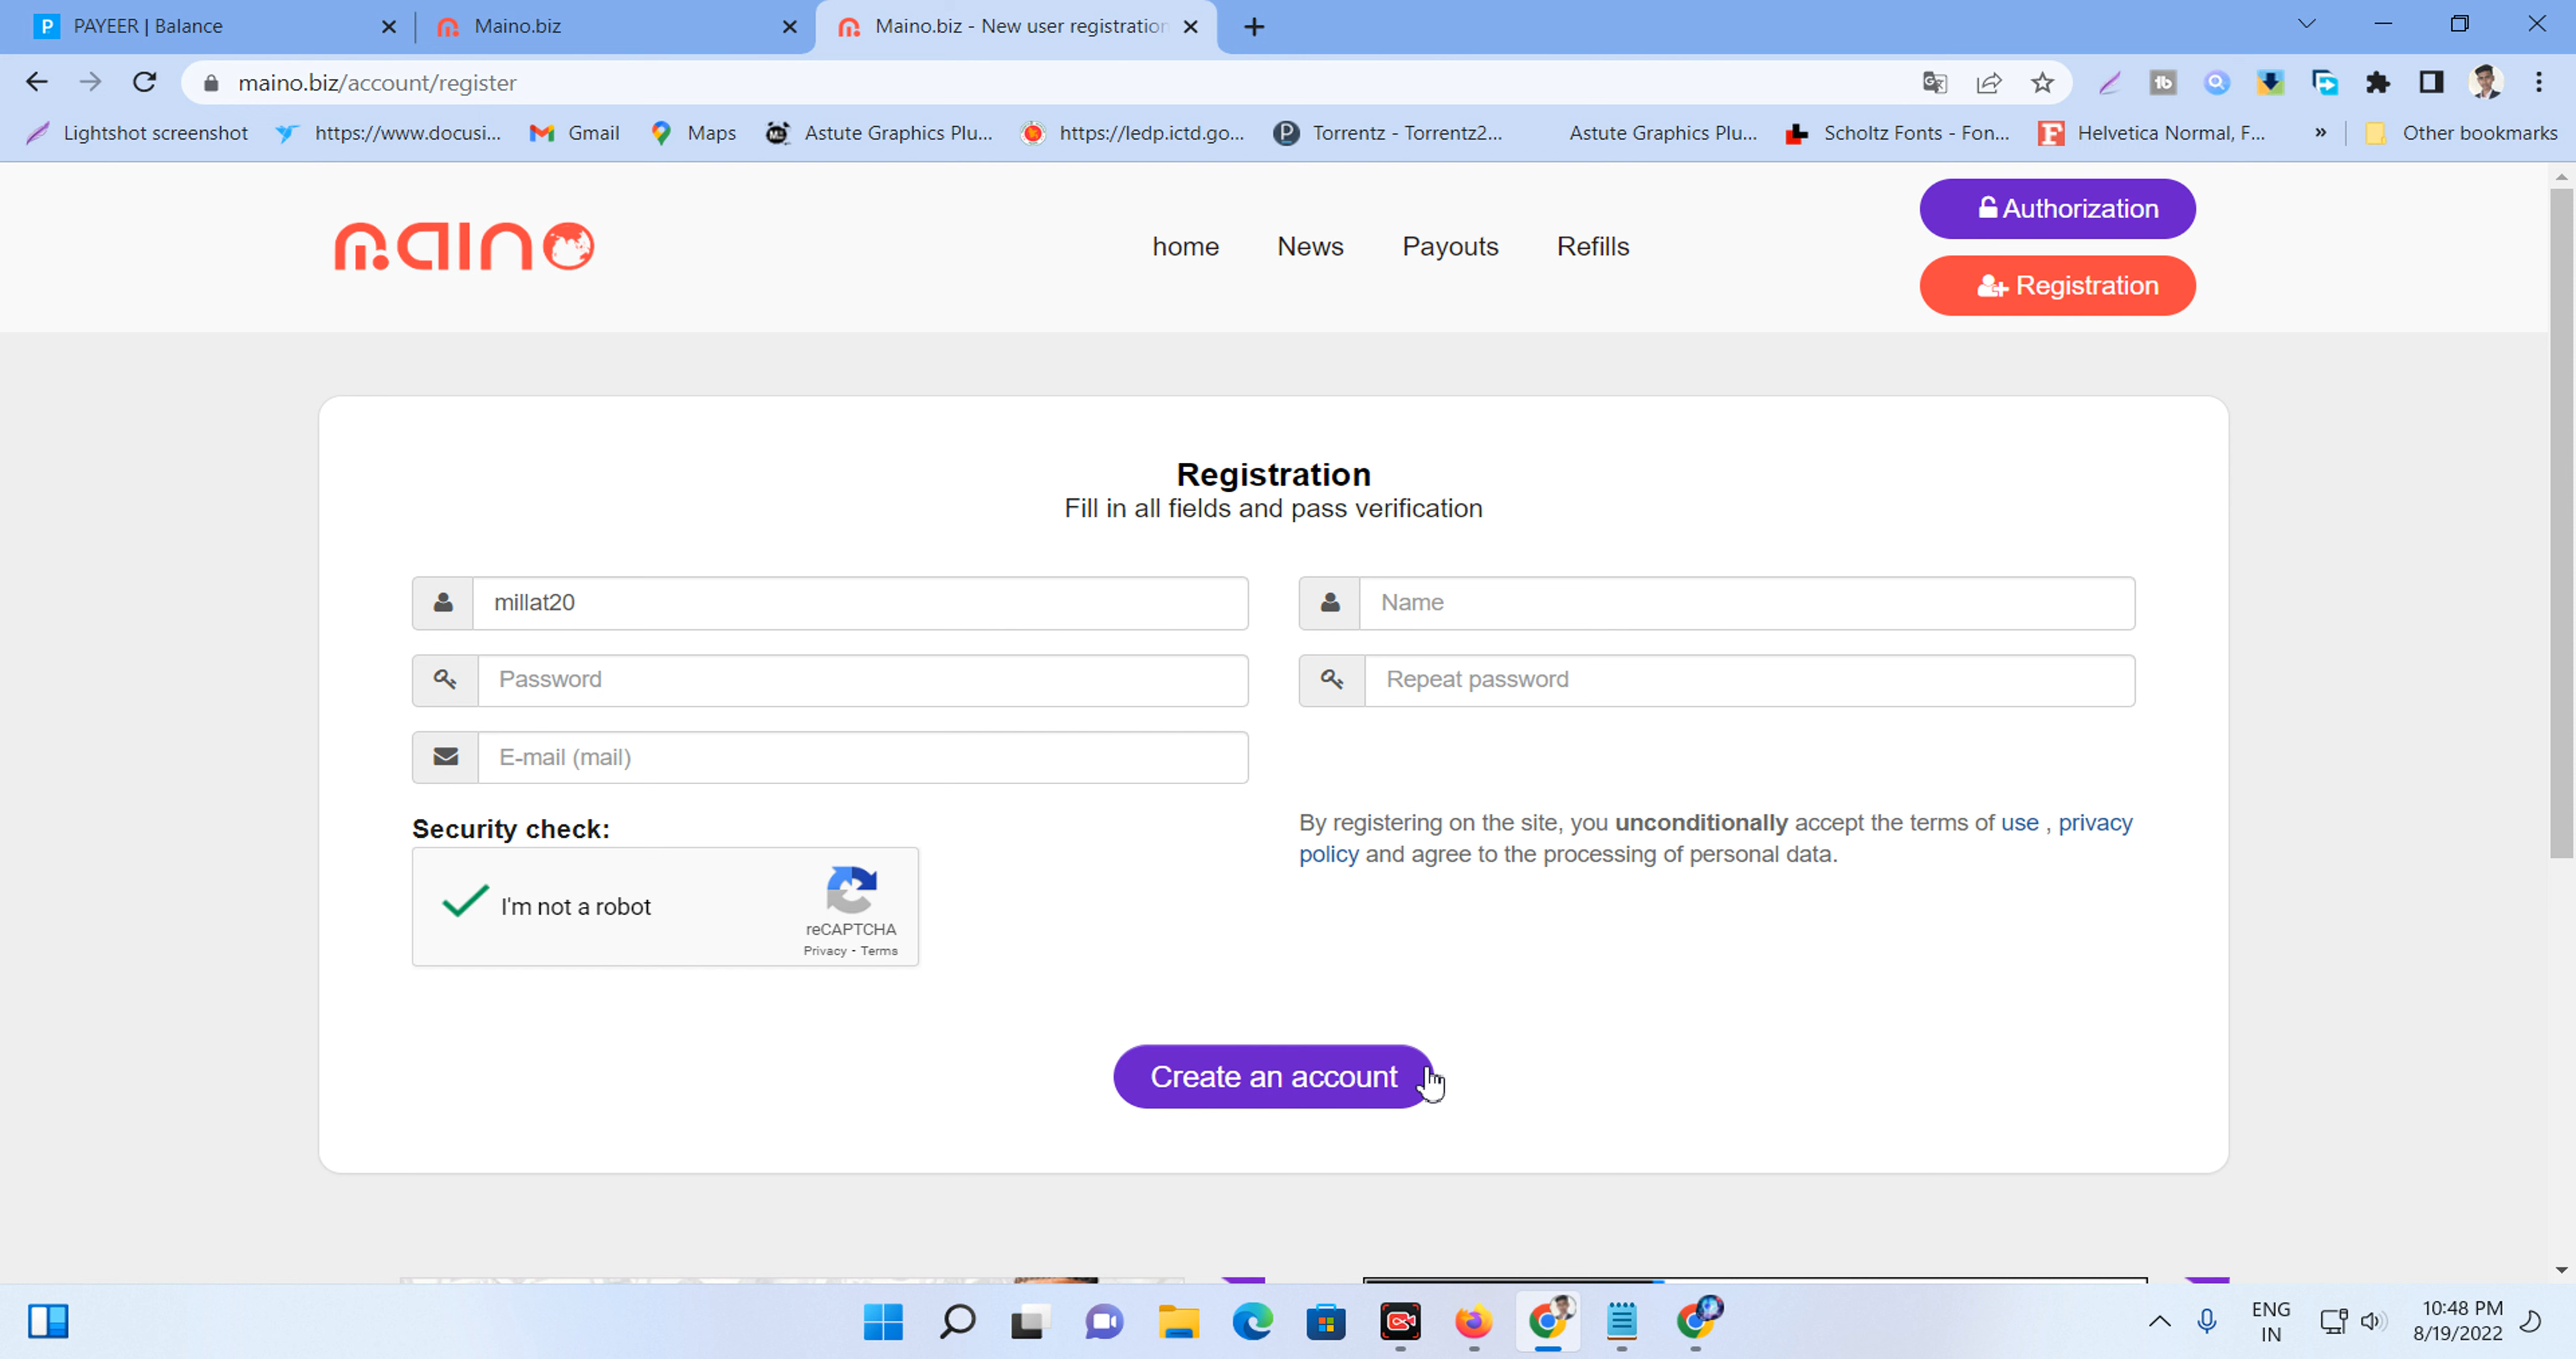 PAYEER | Balance
Maino.biz
Maino.biz - New user registration
maino.biz/account/register
Lightshot screenshot
https://www.docusi...
Gmail
Maps
Astute Graphics Plu...
https://ledp.ictd.go...
Torrentz - Torrentz2...
Astute Graphics Plu...
Scholtz Fonts - Fon...
Helvetica Normal, F...
»
Other bookmarks
maino
home
News
Payouts
Refills
Authorization
Registration
Registration
Fill in all fields and pass verification
millat20
Name
Password
Repeat password
E-mail (mail)
Security check:
I'm not a robot
reCAPTCHA
Privacy - Terms
By registering on the site, you unconditionally accept the terms of use , privacy
policy and agree to the processing of personal data.
Create an account
ENG
IN
10:48 PM
8/19/2022